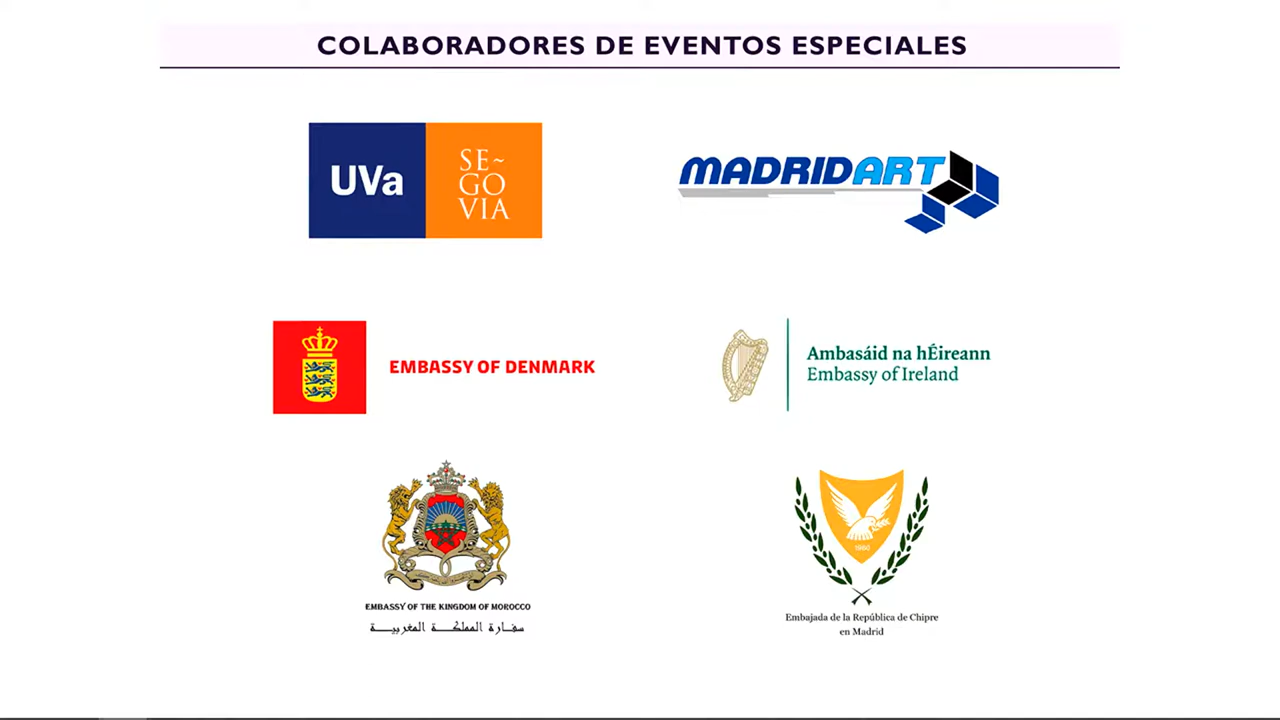 COLABORADORES DE EVENTOS ESPECIALES
UVa
SE~
GO
VIA
MADRIDART
EMBASSY OF DENMARK
Ambasáid na hÉireann
Embassy of Ireland
EMBASSY OF THE KINGDOM OF MOROCCO
سفارة المملكة المغربية
1960
Embajada de la República de Chipre
en Madrid